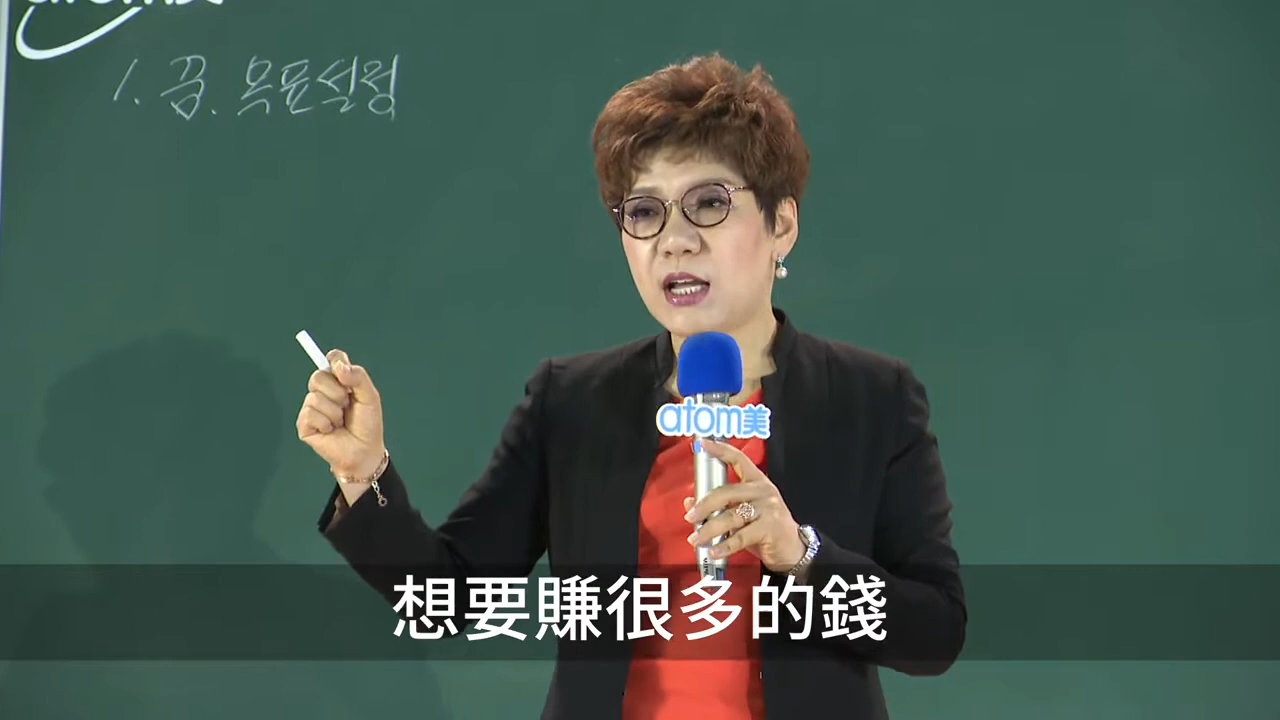 1. 꿈. 목표설정
atom美
想要賺很多的錢